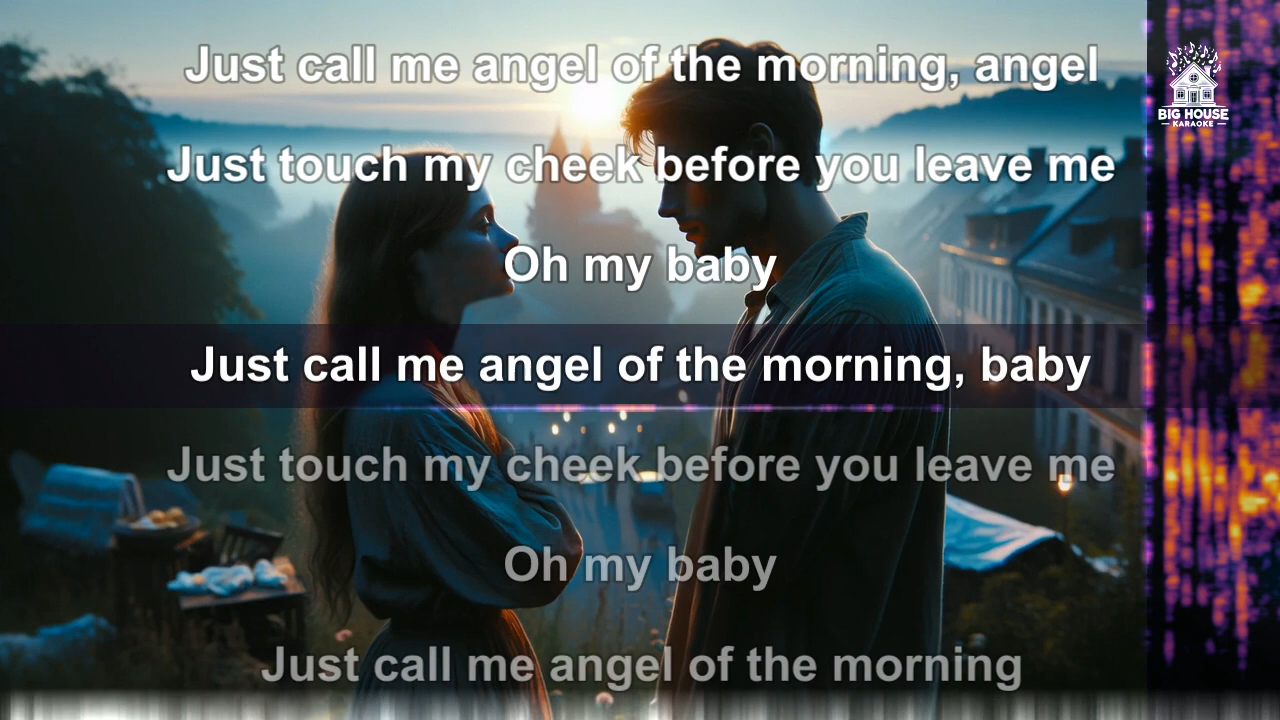 Just call me angel of the morning, angel
Just touch my cheek before you leave me
Oh my baby
Just call me angel of the morning, baby
Just touch my cheek before you leave me
Oh my baby
Just call me angel of the morning
BIG HOUSE
KARAOKE